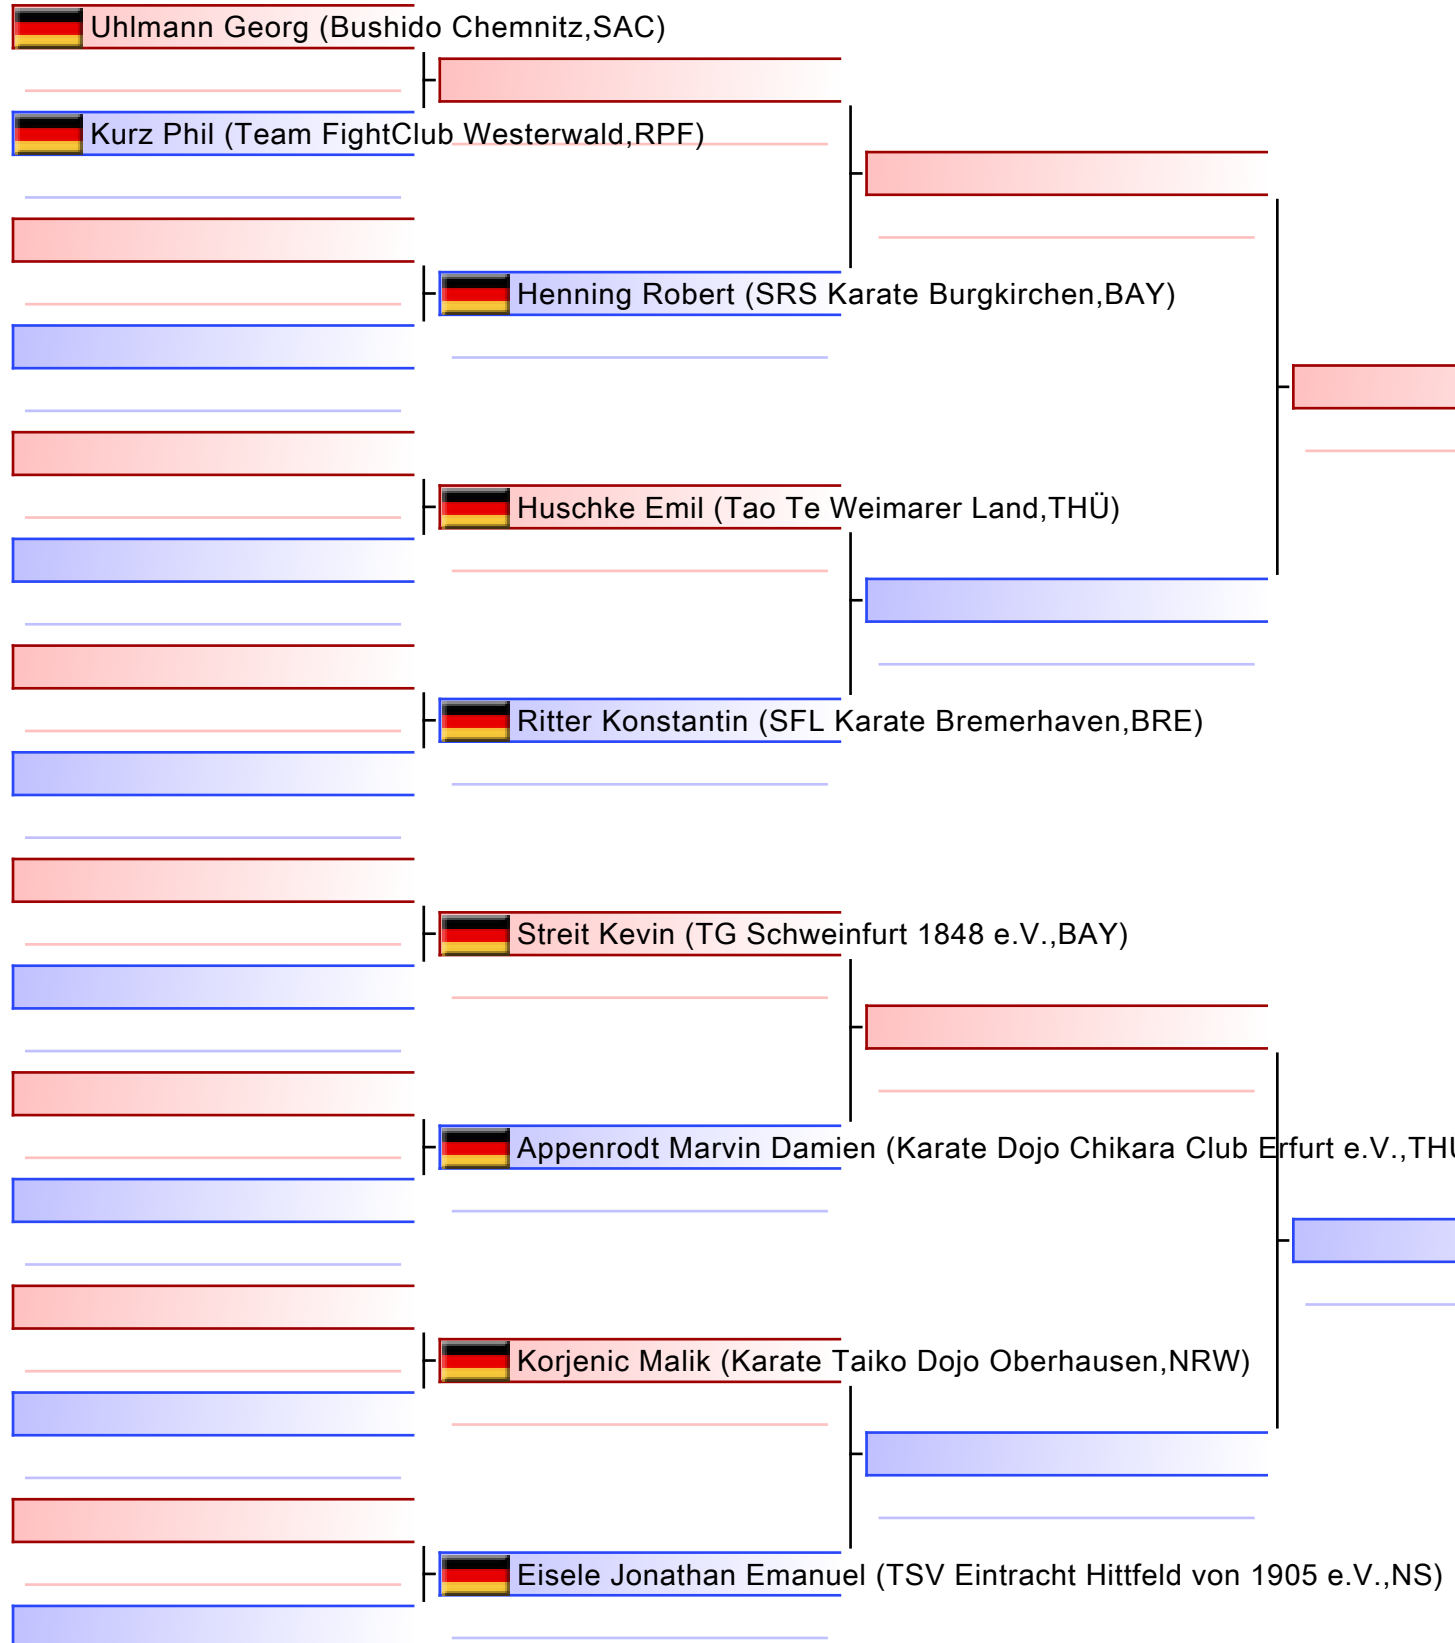 Uhlmann Georg (Bushido Chemnitz,SAC)
Kurz Phil (Team FightClub Westerwald,RPF)
Henning Robert (SRS Karate Burgkirchen,BAY)
Huschke Emil (Tao Te Weimarer Land,THÜ)
Ritter Konstantin (SFL Karate Bremerhaven,BRE)
Streit Kevin (TG Schweinfurt 1848 e.V.,BAY)
Appenrodt Marvin Damien (Karate Dojo Chikara Club Erfurt e.V.,THÜ
Korjenic Malik (Karate Taiko Dojo Oberhausen,NRW)
Eisele Jonathan Emanuel (TSV Eintracht Hittfeld von 1905 e.V.,NS)